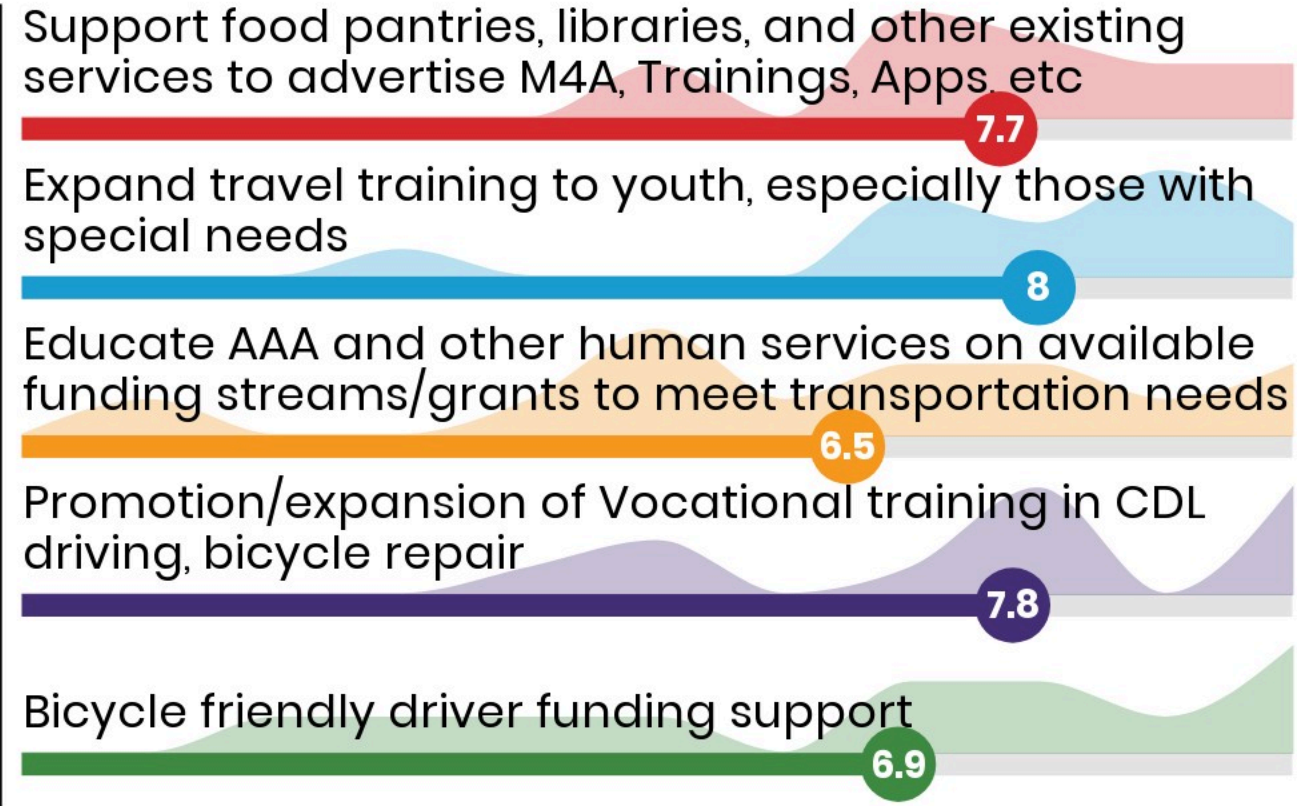 Support food pantries, libraries, and other existing
services to advertise M4A, Trainings, Apps, etc
7.7
Expand travel training to youth, especially those with
special needs
8
Educate AAA and other human services on available
funding streams/grants to meet transportation needs
6.5
Promotion/expansion of Vocational training in CDL
driving, bicycle repair
7.8
Bicycle friendly driver funding support
6.9